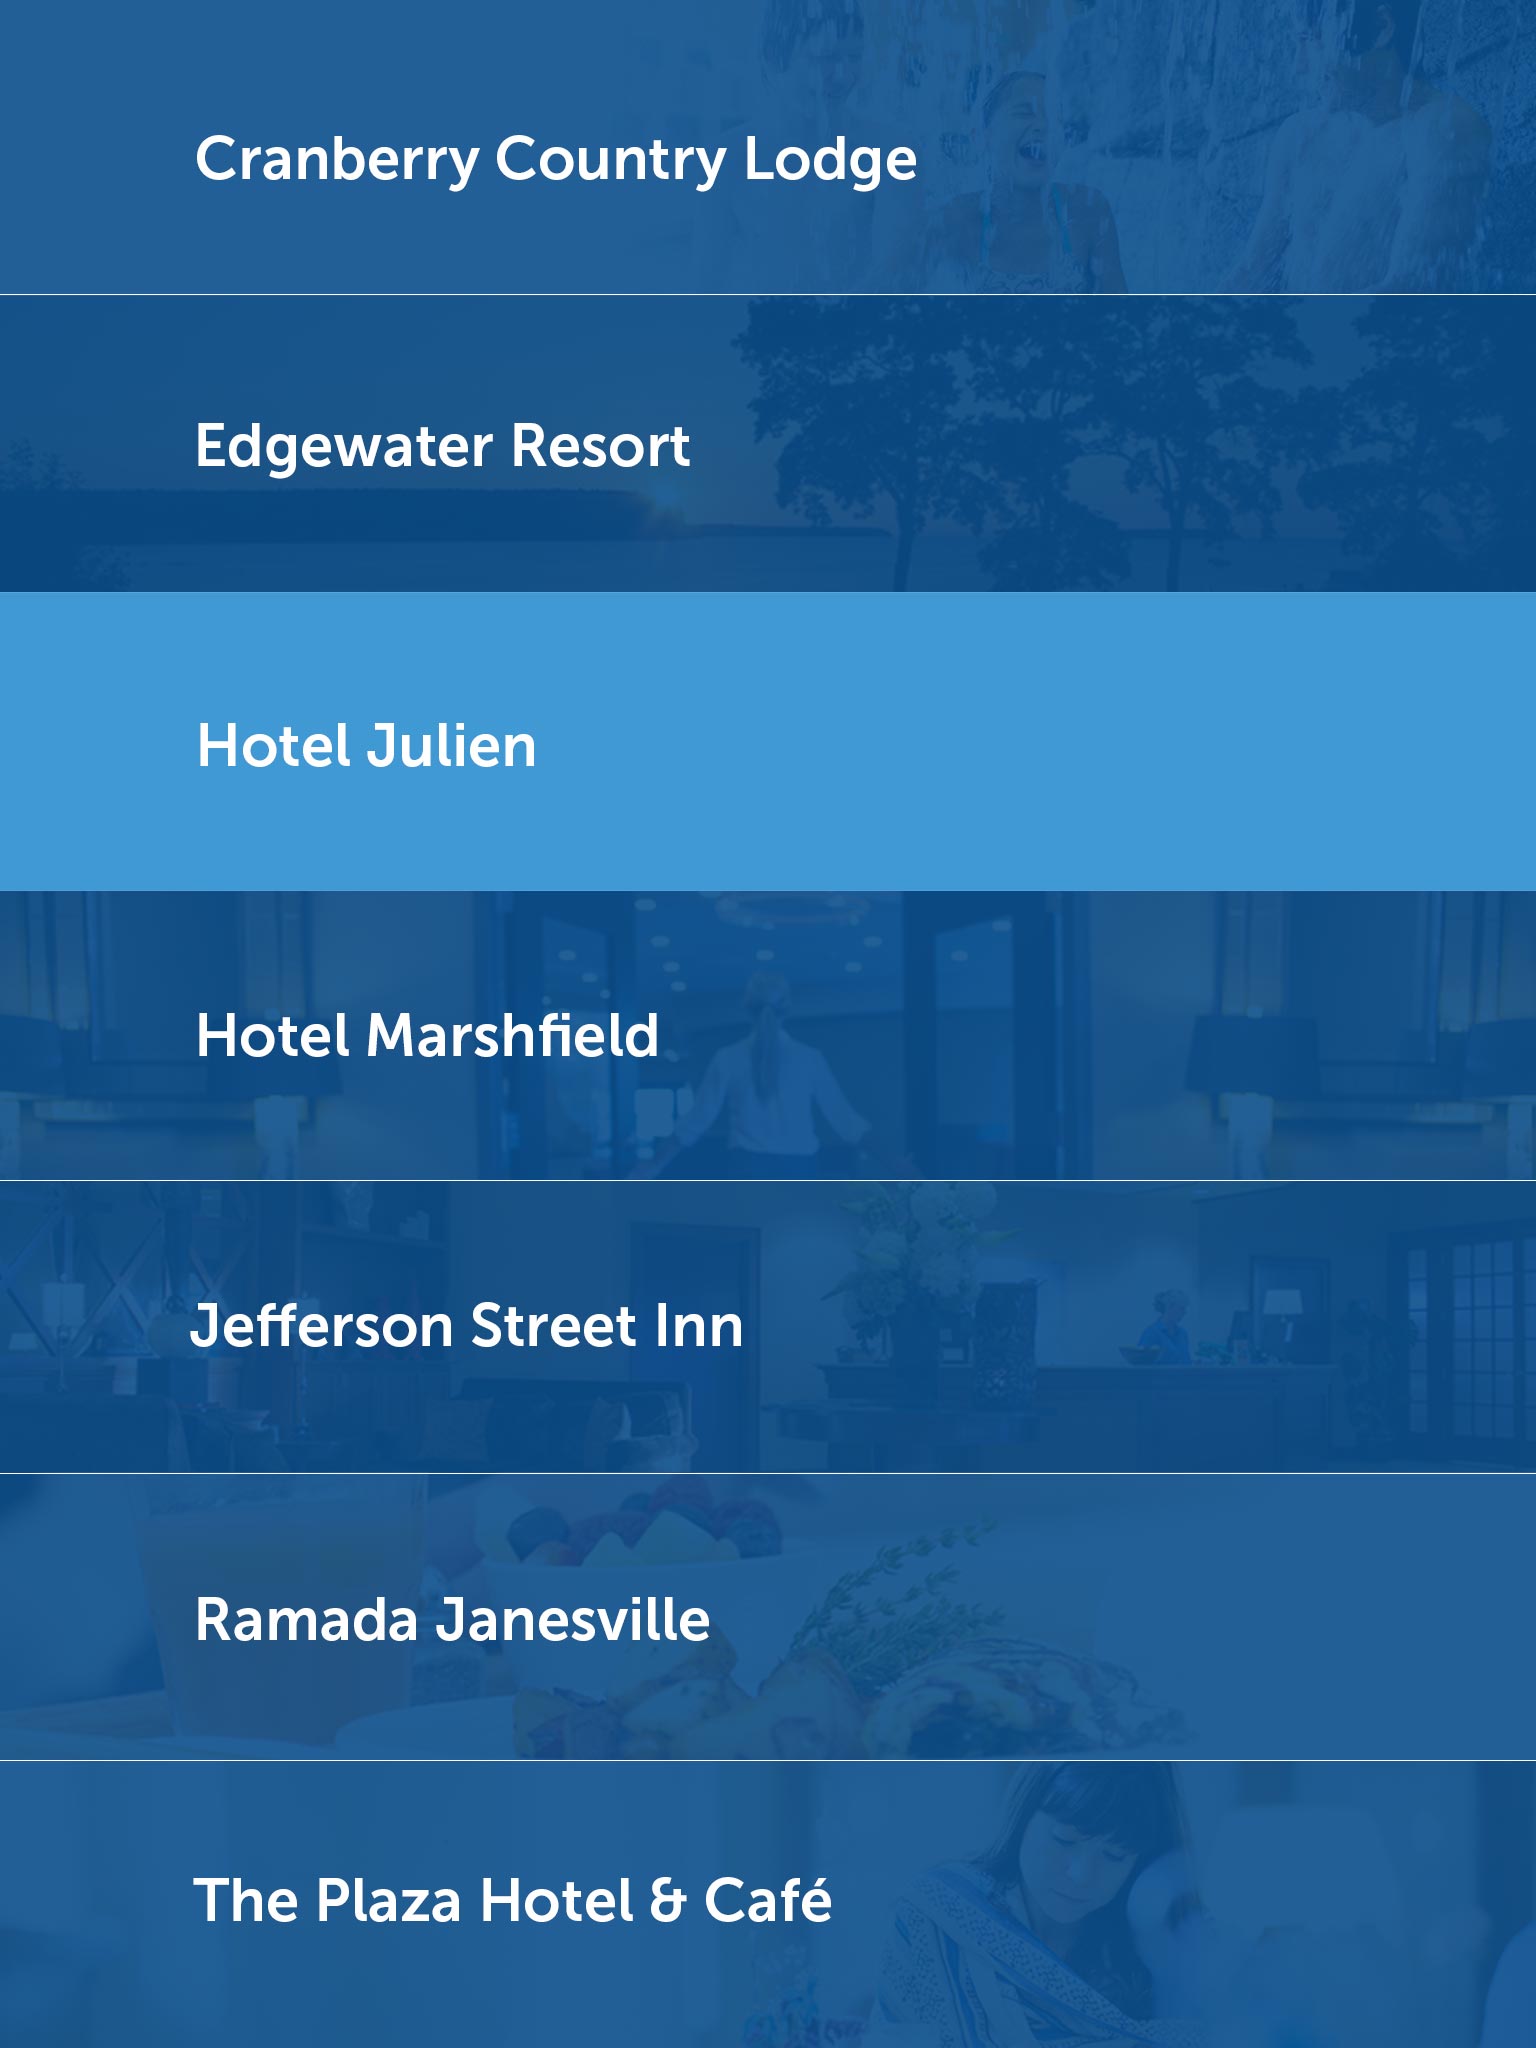 Cranberry Country Lodge
Edgewater Resort
Hotel Julien
Hotel Marshfield
Jefferson Street Inn
Ramada Janesville
The Plaza Hotel & Café